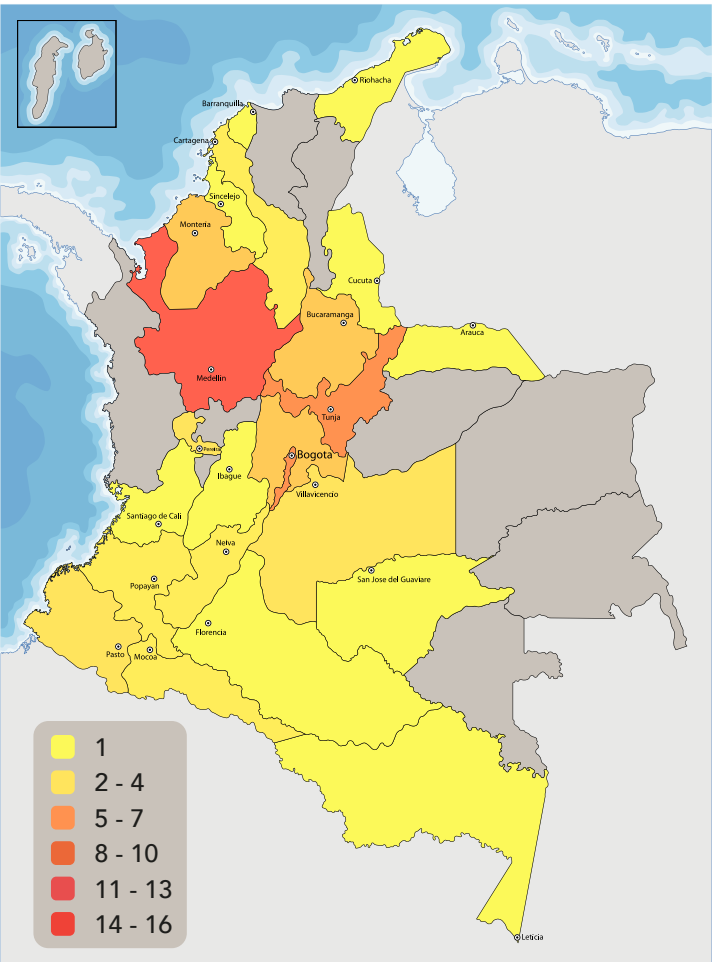 Riohacha
Barranquilla
Cartagena
Sincelejo
Monteria
Cucuta
Bucaramanga
Arauca
Medellin
Tunja
Pereira
Bogota
Ibague
Villavicencio
Santiago de Cali
Neiva
San Jose del Guaviare
Popayan
Florencia
Pasto
Mocoa
1
2 - 4
5 - 7
8 - 10
11 - 13
14 - 16
Leticia